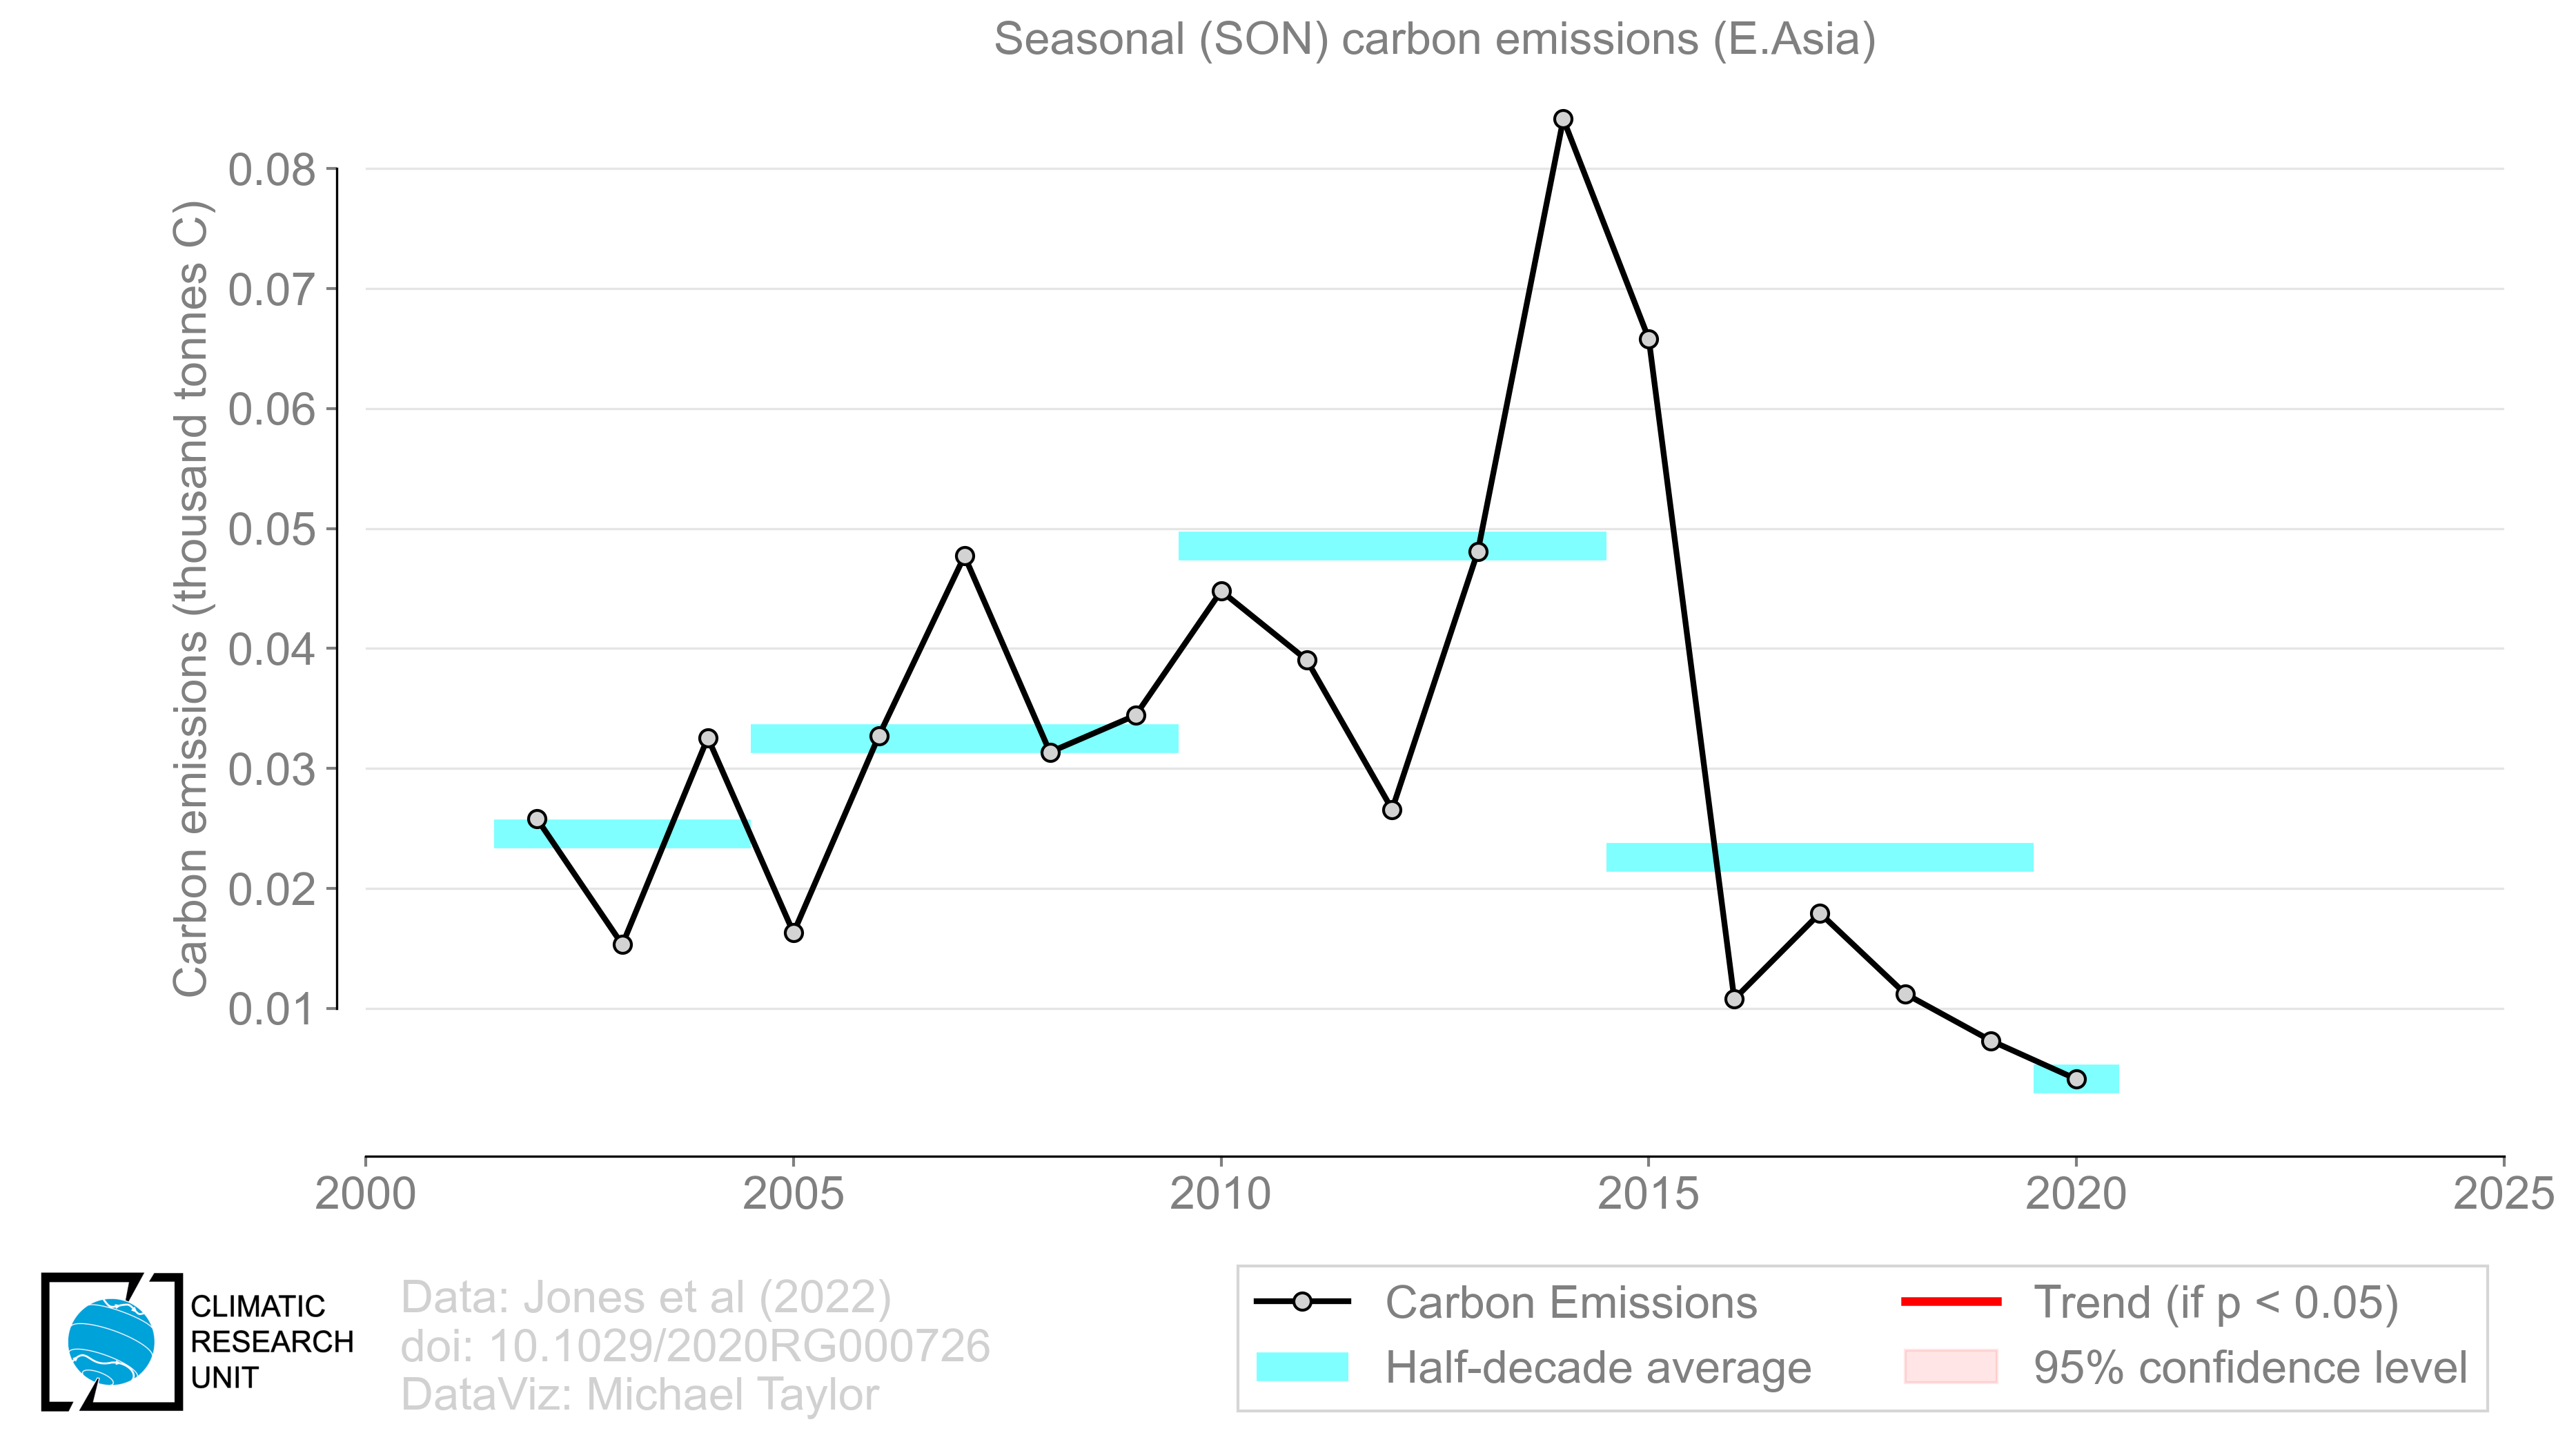 Seasonal (SON) carbon emissions (E.Asia)
Carbon emissions (thousand tonnes C)
0.08
0.07
0.06
0.05
0.04
0.03
0.02
0.01
2000 2005 2010 2015 2020 2025
CLIMATIC
RESEARCH
UNIT
Data: Jones et al (2022)
doi: 10.1029/2020RG000726
DataViz: Michael Taylor
Carbon Emissions
Half-decade average
Trend (if p < 0.05)
95% confidence level